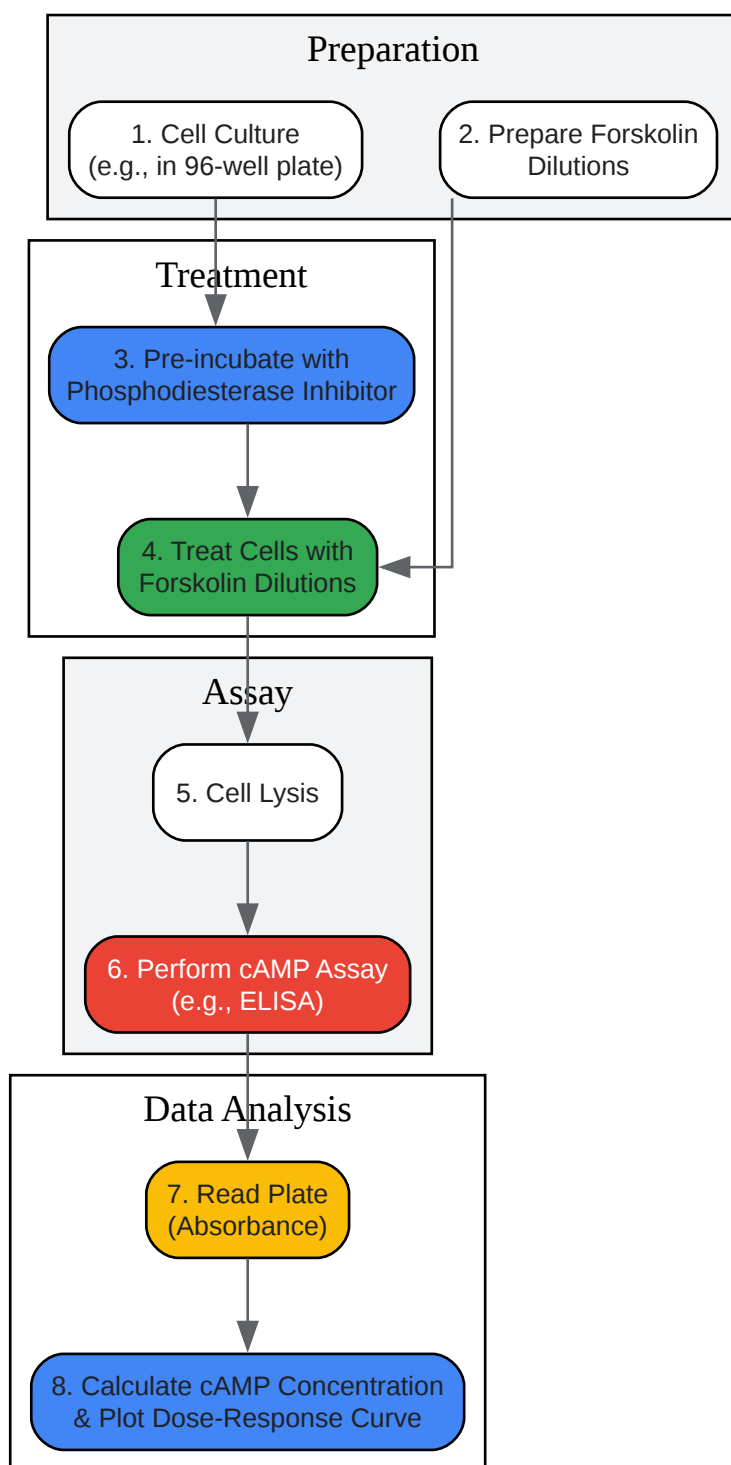 Preparation
1. Cell Culture
(e.g., in 96-well plate)
2. Prepare Forskolin
Dilutions
Treatment
3. Pre-incubate with
Phosphodiesterase Inhibitor
4. Treat Cells with
Forskolin Dilutions
Assay
5. Cell Lysis
6. Perform cAMP Assay
(e.g., ELISA)
Data Analysis
7. Read Plate
(Absorbance)
8. Calculate cAMP Concentration
& Plot Dose-Response Curve